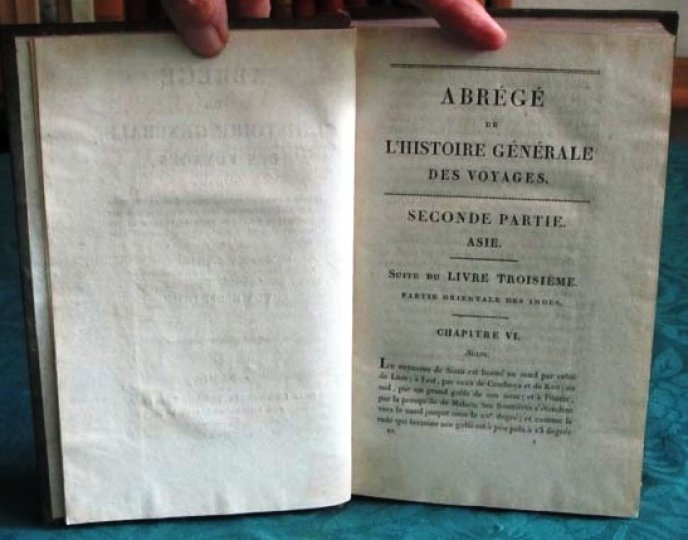 ABRÉGÉ
DE
L'HISTOIRE GÉNÉRALE
DES VOYAGES.
SECONDE PARTIE.
ASIE.
SUITE DU LIVRE TROISIÈME.
PARTIE ORIENTALE DES INDES.
CHAPITRE VI.
Siam.
Le royaume de Siam est borné au nord par celui
de Laos; à l'est, par ceux de Camboye et de
sud, par un grand golfe de son nom; et à l'ouest,
par la presqu'île de Malaca. Ses frontières s'étendent
vers le nord jusque sous le 22e degré; et comme la
rade qui termine son golfe est à peu près à 13 degrés